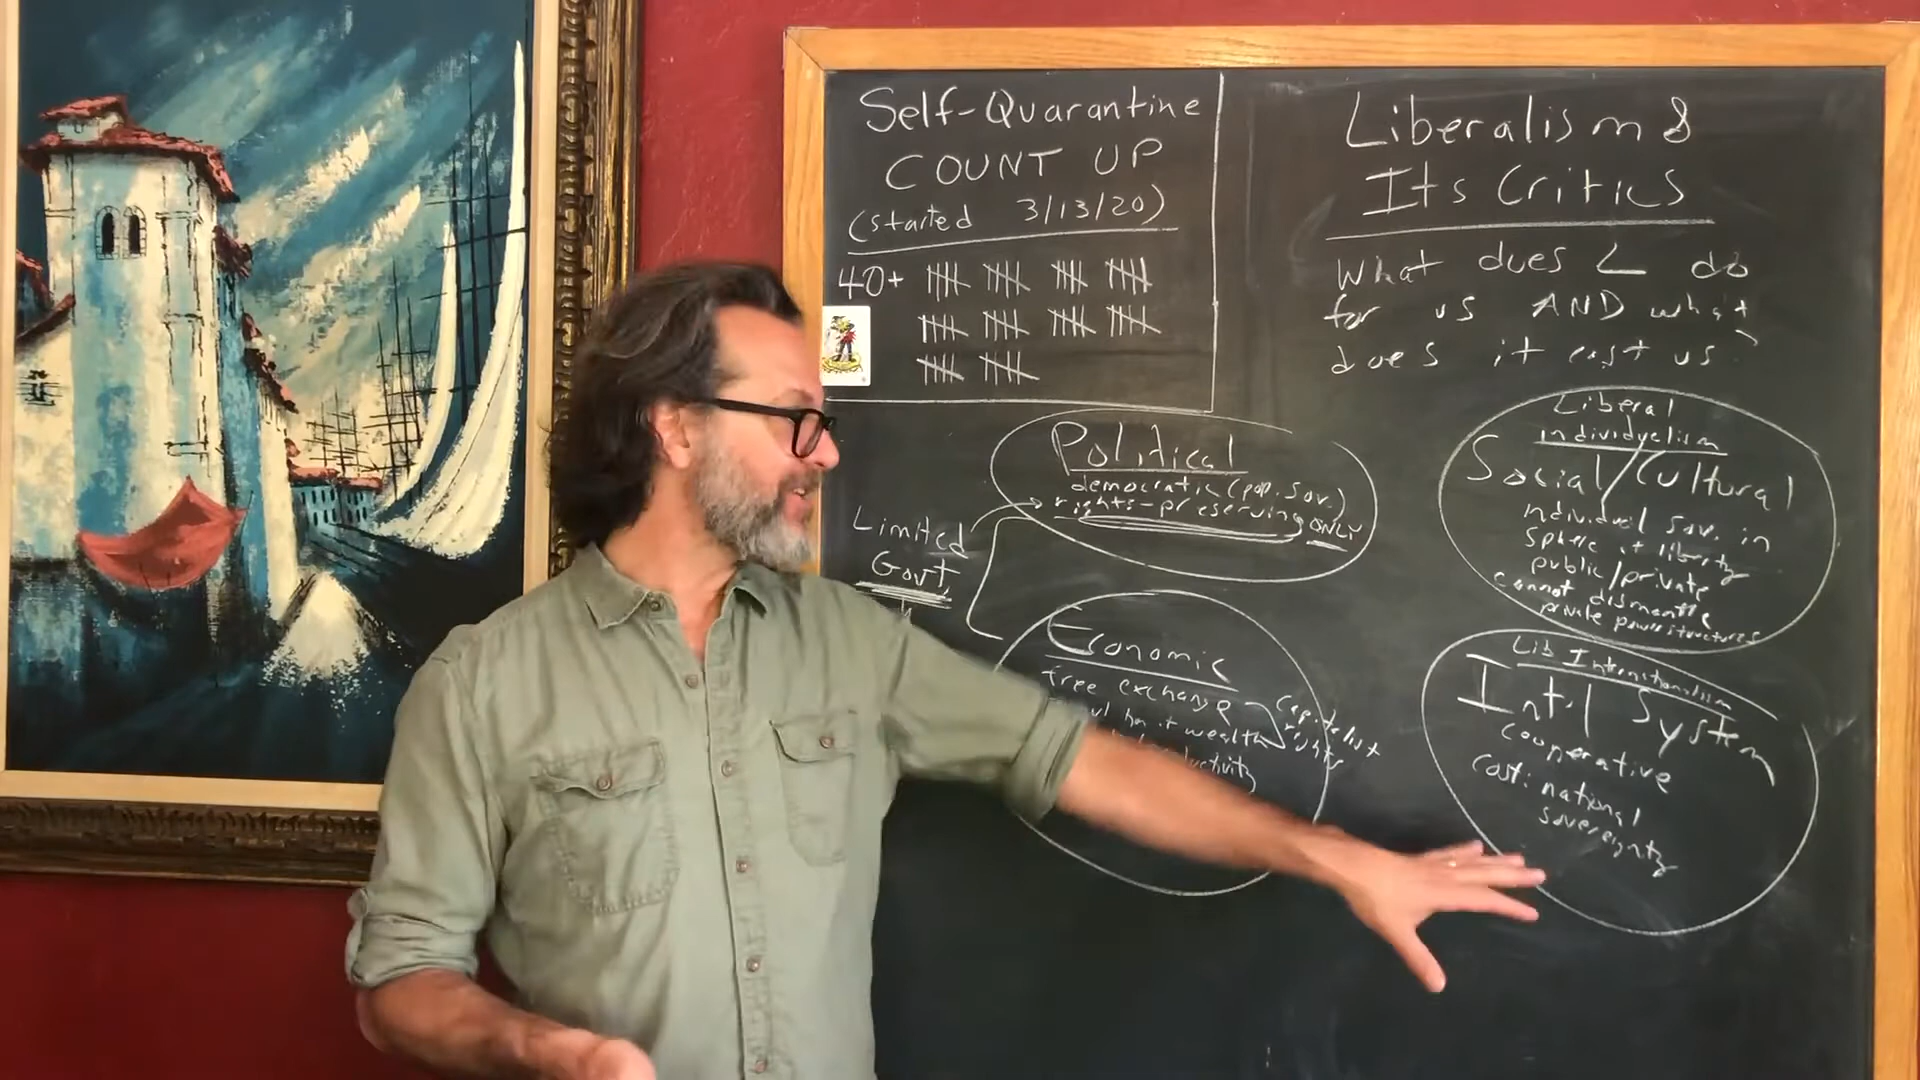 Self-Quarantine
COUNT UP
(started 3/13/20)
40+
Liberalism &
Its Critics
What does L do
for us AND what
does it cost us?
Political
democratic (pop. sov.)
rights-preserving ONLY
Limited
Govt.
Economic
free exchange
wealth
Capitalist
rights
Liberal
individualism
Social/Cultural
individual sov. in
sphere of liberty
public/private
cannot dismantle
private power structures
Lib Internationalism
Int'l System
cooperative
cost: national
sovereignty